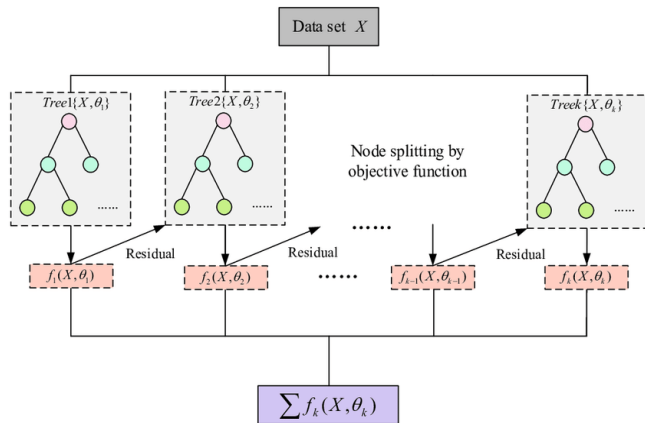 Data set X
Tree1{X,θ₁}
Tree2{X,θ₂}
Treek{X,θₖ}
Node splitting by
objective function
......
......
......
......
Residual
Residual
Residual
f₁(X,θ₁)
f₂(X,θ₂)
......
fₖ₋₁(X,θₖ₋₁)
fₖ(X,θₖ)
∑fₖ(X,θₖ)